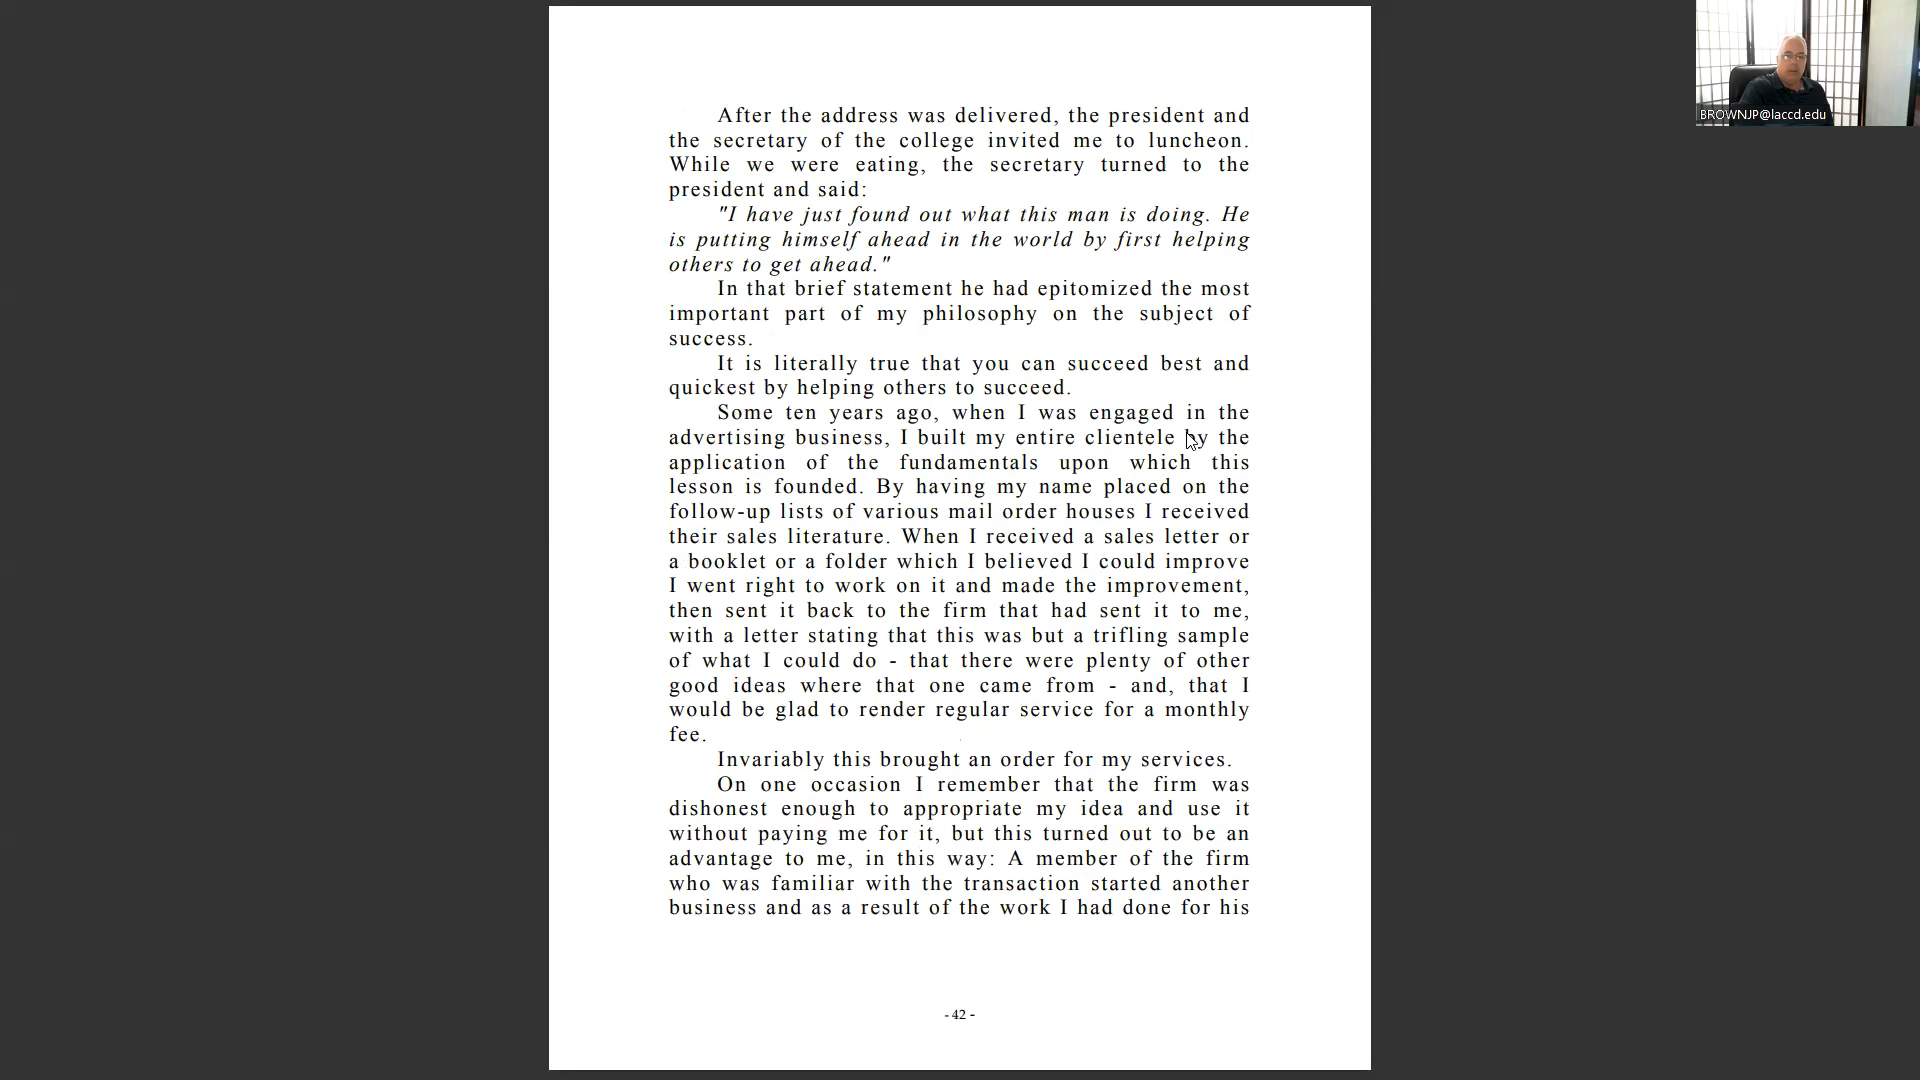 BROWNJP@laccd.edu
After the address was delivered, the president and
the secretary of the college invited me to luncheon.
While we were eating, the secretary turned to the
president and said:
"I have just found out what this man is doing. He
is putting himself ahead in the world by first helping
others to get ahead."
In that brief statement he had epitomized the most
important part of my philosophy on the subject of
success.
It is literally true that you can succeed best and
quickest by helping others to succeed.
Some ten years ago, when I was engaged in the
advertising business, I built my entire clientele by the
application of the fundamentals upon which this
lesson is founded. By having my name placed on the
follow-up lists of various mail order houses I received
their sales literature. When I received a sales letter or
a booklet or a folder which I believed I could improve
I went right to work on it and made the improvement,
then sent it back to the firm that had sent it to me,
with a letter stating that this was but a trifling sample
of what I could do - that there were plenty of other
good ideas where that one came from - and, that I
would be glad to render regular service for a monthly
fee.
Invariably this brought an order for my services.
On one occasion I remember that the firm was
dishonest enough to appropriate my idea and use it
without paying me for it, but this turned out to be an
advantage to me, in this way: A member of the firm
who was familiar with the transaction started another
business and as a result of the work I had done for his
- 42 -